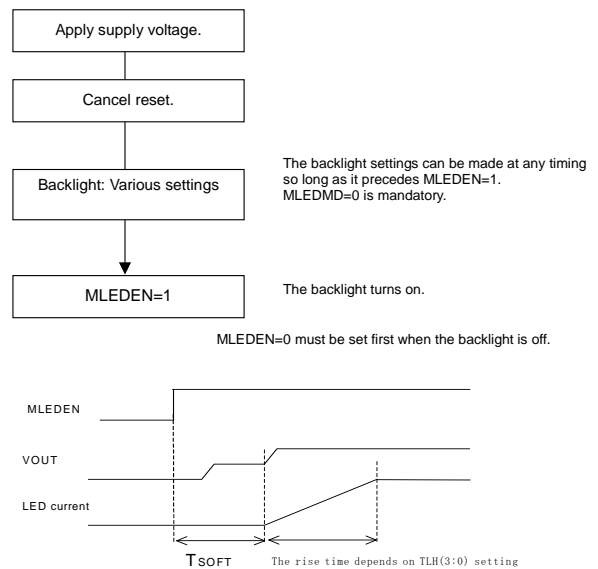 Apply supply voltage.
Cancel reset.
Backlight: Various settings
The backlight settings can be made at any timing
so long as it precedes MLEDEN=1.
MLEDMD=0 is mandatory.
MLEDEN=1
The backlight turns on.
MLEDEN=0 must be set first when the backlight is off.
MLEDEN
VOUT
LED current
TSOFT
The rise time depends on TLH(3:0) setting